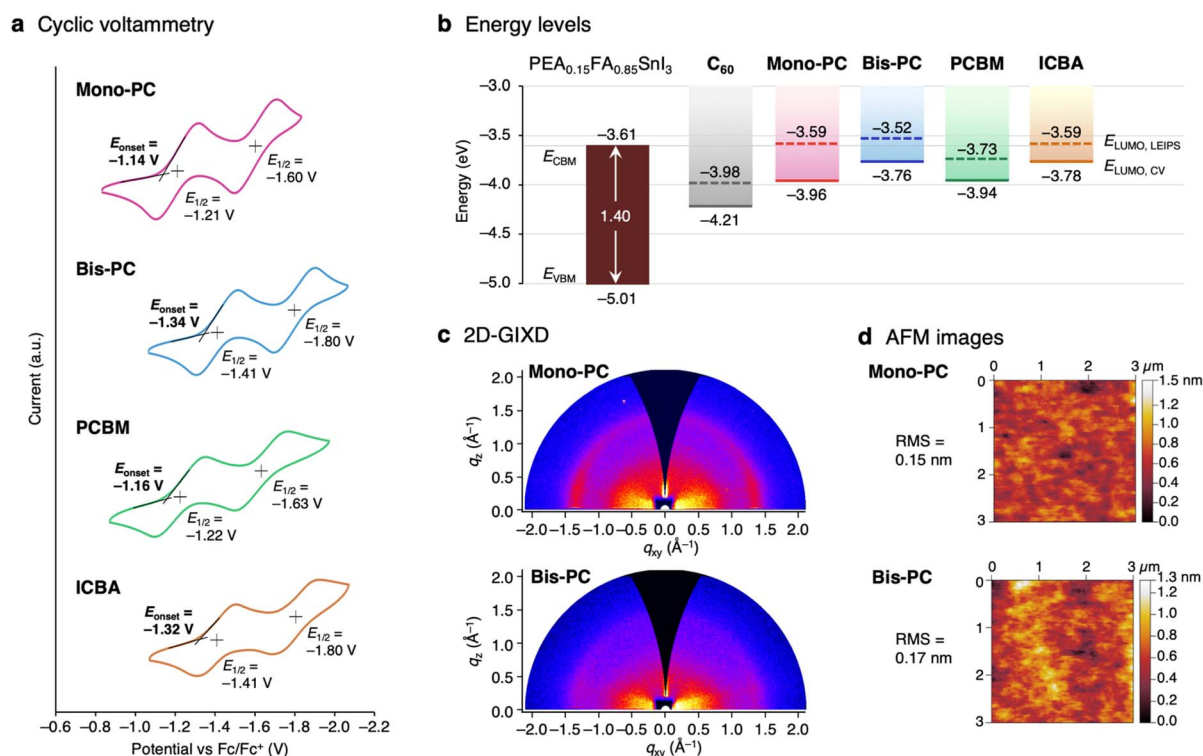 a Cyclic voltammetry
Mono-PC
E onset =
−1.14 V
E1/2 =
−1.60 V
E1/2 =
−1.21 V
Bis-PC
E onset =
−1.34 V
E1/2 =
−1.80 V
E1/2 =
−1.41 V
PCBM
E onset =
−1.16 V
E1/2 =
−1.63 V
E1/2 =
−1.22 V
ICBA
E onset =
−1.32 V
E1/2 =
−1.80 V
E1/2 =
−1.41 V
Current (a.u.)
−0.6 −1.0 −1.2 −1.4 −1.6 −1.8 −2.0 −2.2
Potential vs Fc/Fc+ (V)
b Energy levels
PEA0.15FA0.85SnI3 C60 Mono-PC Bis-PC PCBM ICBA
Energy (eV)
−3.0
−3.5
−4.0
−4.5
−5.0
−3.61
ECBM
1.40
EVBM
−5.01
−3.98
−4.21
−3.59
−3.96
−3.52
−3.76
−3.73
−3.94
−3.59
−3.78
ELUMO, LEIPS
ELUMO, CV
c 2D-GIXD
Mono-PC
qz (Å−1)
2.0
1.5
1.0
0.5
0.0
−2.0 −1.5 −1.0 −0.5 0.0 0.5 1.0 1.5 2.0
qxy (Å−1)
Bis-PC
qz (Å−1)
2.0
1.5
1.0
0.5
0.0
−2.0 −1.5 −1.0 −0.5 0.0 0.5 1.0 1.5 2.0
qxy (Å−1)
d AFM images
Mono-PC
0 1 2 3 μm
0
1
2
3
RMS =
0.15 nm
1.5 nm
1.2
1.0
0.8
0.6
0.4
0.2
0.0
Bis-PC
0 1 2 3 μm
0
1
2
3
RMS =
0.17 nm
1.3 nm
1.2
1.0
0.8
0.6
0.4
0.2
0.0